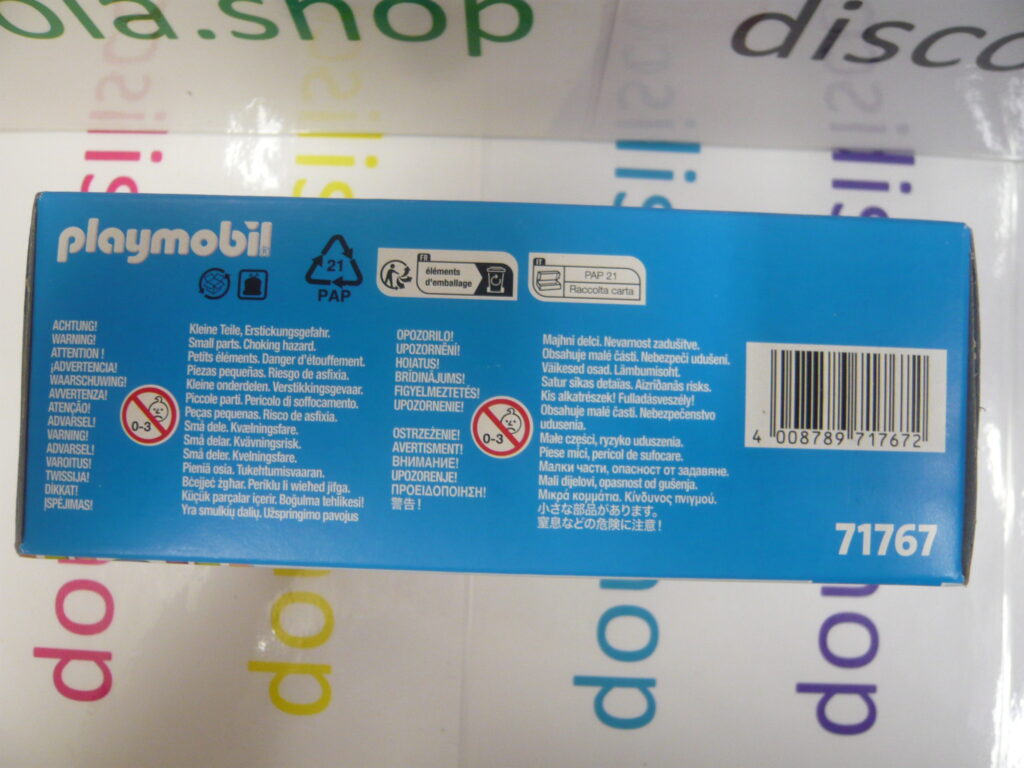 ola.shop
disco
playmobil
21
PAP
FR
éléments
d'emballage
IT
PAP 21
Raccolta carta
ACHTUNG!
WARNING!
ATTENTION !
¡ADVERTENCIA!
WAARSCHUWING!
AVVERTENZA!
ATENÇÃO!
ADVARSEL!
VARNING!
ADVARSEL!
VAROITUS!
TWISSIJA!
DİKKAT!
ĮSPĖJIMAS!
0-3
Kleine Teile, Erstickungsgefahr.
Small parts. Choking hazard.
Petits éléments. Danger d'étouffement.
Piezas pequeñas. Riesgo de asfixia.
Kleine onderdelen. Verstikkingsgevaar.
Piccole parti. Pericolo di soffocamento.
Peças pequenas. Risco de asfixia.
Små dele. Kvælningsfare.
Små delar. Kvävningsrisk.
Små deler. Kvelningsfare.
Pieniä osia. Tukehtumisvaaran.
Bċejjeċ żgħar. Periklu li wieħed jifga.
Küçük parçalar içerir. Boğulma tehlikesi!
Yra smulkių dalių. Užspringimo pavojus
OPOZORILO!
UPOZORNĚNÍ!
HOIATUS!
BRĪDINĀJUMS!
FIGYELMEZTETÉS!
UPOZORNENIE!
OSTRZEŻENIE!
AVERTISMENT!
ВНИМАНИЕ!
UPOZORENJE!
ΠΡΟΕΙΔΟΠΟΙΗΣΗ!
警告！
0-3
Majhni delci. Nevarnost zadušitve.
Obsahuje malé části. Nebezpečí udušení.
Väikesed osad. Lämbumisoht.
Satur sīkas detaļas. Aizrīšanās risks.
Kis alkatrészek! Fulladásveszély!
Obsahuje malé časti. Nebezpečenstvo
udusenia.
Małe części, ryzyko uduszenia.
Piese mici, pericol de sufocare.
Малки части, опасност от задавяне.
Mali dijelovi, opasnost od gušenja.
Μικρά κομμάτια. Κίνδυνος πνιγμού.
小さな部品があります。
窒息などの危険に注意！
4 008789 717672
71767